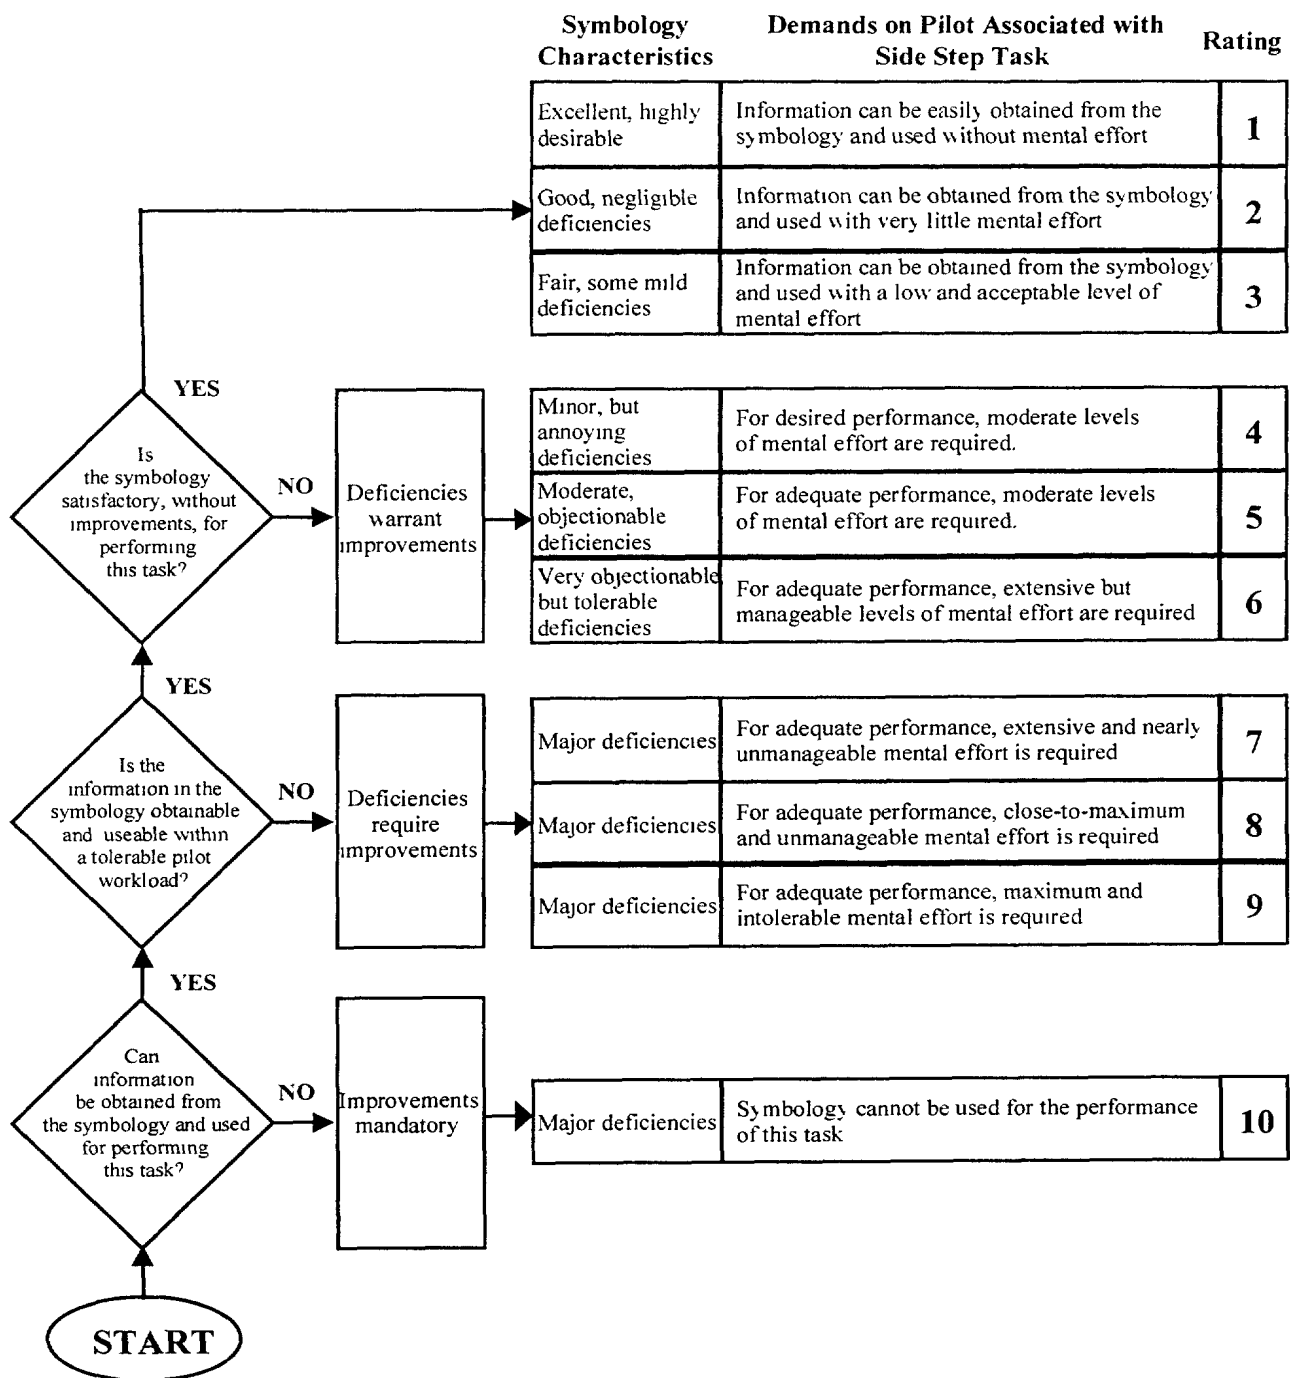 Symbology
Characteristics
Demands on Pilot Associated with
Side Step Task
Rating
Excellent, highly
desirable
Information can be easily obtained from the
symbology and used without mental effort
1
Good, negligible
deficiencies
Information can be obtained from the symbology
and used with very little mental effort
2
Fair, some mild
deficiencies
Information can be obtained from the symbology
and used with a low and acceptable level of
mental effort
3
YES
Is
the symbology
satisfactory, without
improvements, for
performing
this task?
NO
Deficiencies
warrant
improvements
Minor, but
annoying
deficiencies
For desired performance, moderate levels
of mental effort are required.
4
Moderate,
objectionable
deficiencies
For adequate performance, moderate levels
of mental effort are required.
5
Very objectionable
but tolerable
deficiencies
For adequate performance, extensive but
manageable levels of mental effort are required
6
YES
Is the
information in the
symbology obtainable
and useable within
a tolerable pilot
workload?
NO
Deficiencies
require
improvements
Major deficiencies
For adequate performance, extensive and nearly
unmanageable mental effort is required
7
Major deficiencies
For adequate performance, close-to-maximum
and unmanageable mental effort is required
8
Major deficiencies
For adequate performance, maximum and
intolerable mental effort is required
9
YES
Can
information
be obtained from
the symbology and used
for performing
this task?
NO
Improvements
mandatory
Major deficiencies
Symbology cannot be used for the performance
of this task
10
START